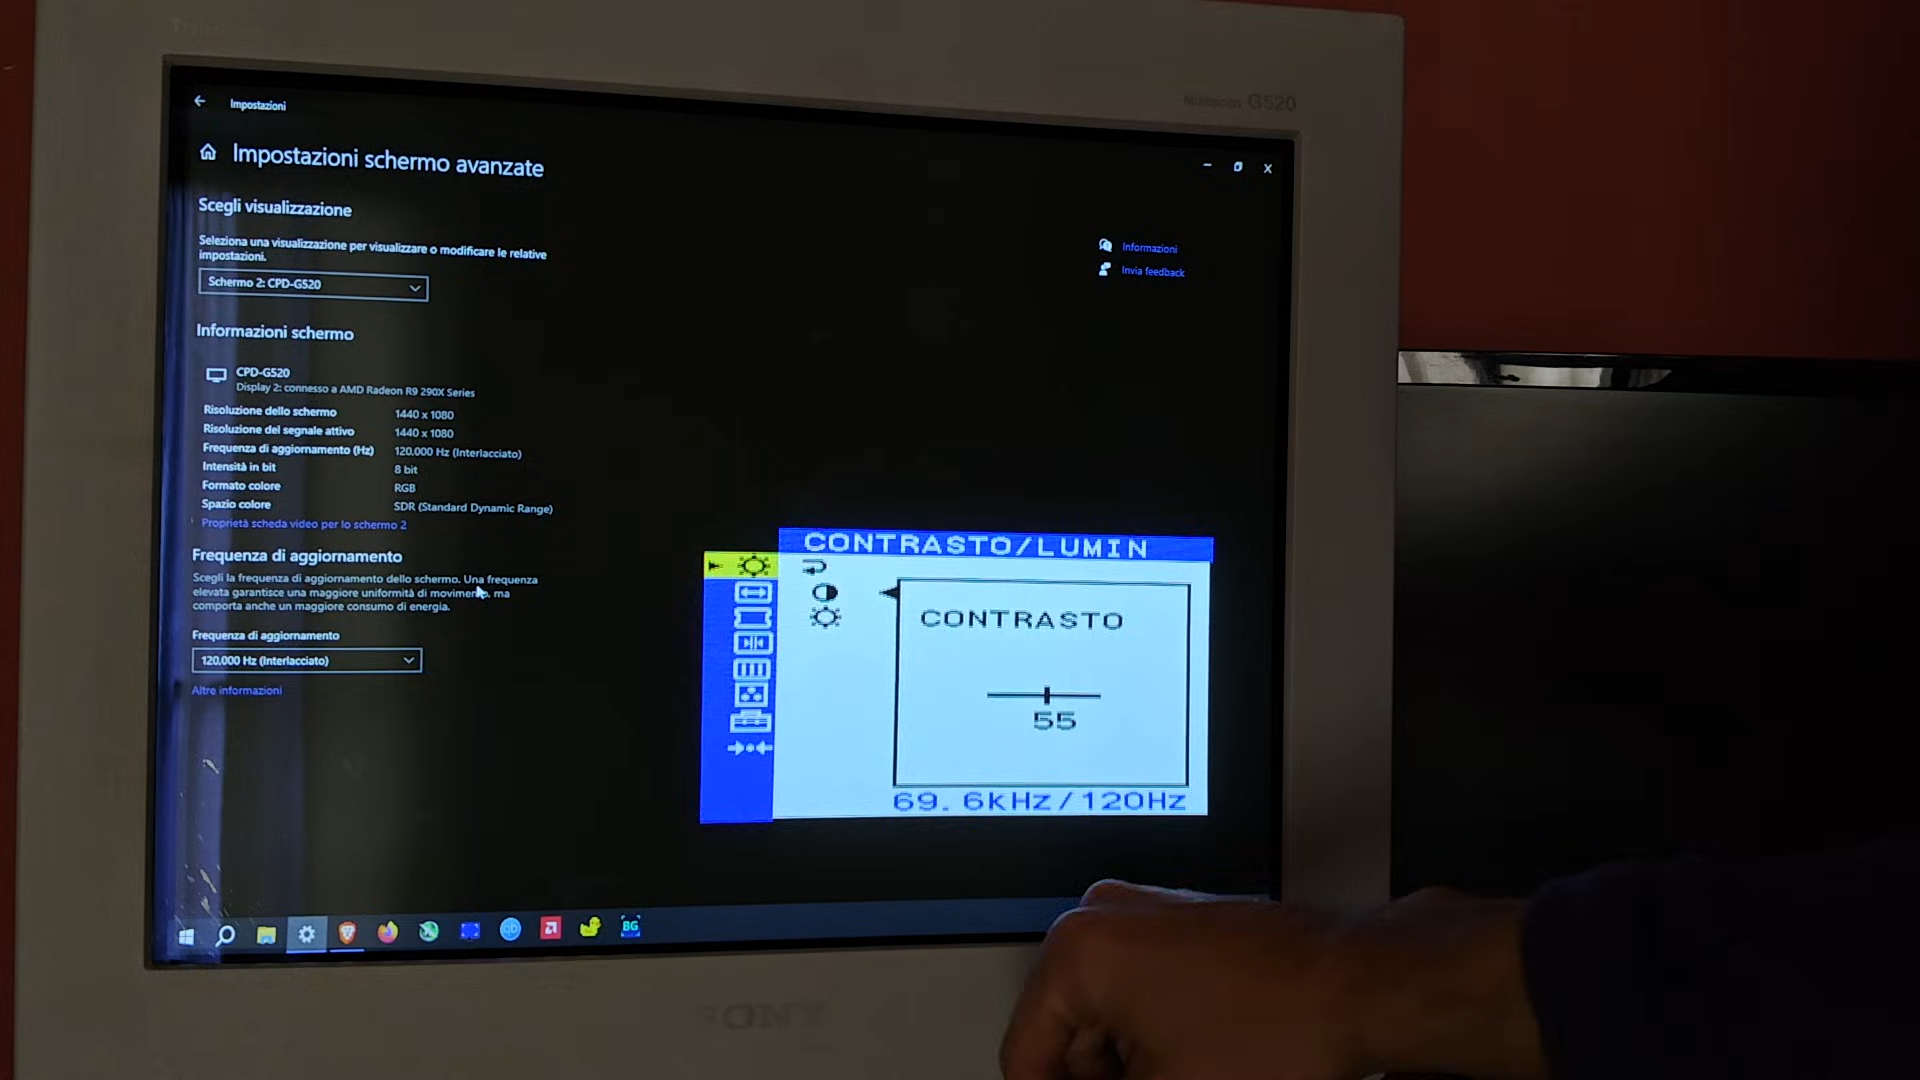 Impostazioni
G520
Impostazioni schermo avanzate
Scegli visualizzazione
Seleziona una visualizzazione per visualizzare o modificare le relative
impostazioni.
Schermo 2: CPD-G520
Informazioni
Invia feedback
Informazioni schermo
CPD-G520
Display 2: connesso a AMD Radeon R9 290X Series
Risoluzione dello schermo 1440 x 1080
Risoluzione del segnale attivo 1440 x 1080
Frequenza di aggiornamento (Hz) 120,000 Hz (Interlacciato)
Intensità in bit 8 bit
Formato colore RGB
Spazio colore SDR (Standard Dynamic Range)
Proprietà scheda video per lo schermo 2
Frequenza di aggiornamento
Scegli la frequenza di aggiornamento dello schermo. Una frequenza
elevata garantisce una maggiore uniformità di movimento, ma
comporta anche un maggiore consumo di energia.
Frequenza di aggiornamento
120,000 Hz (Interlacciato)
Altre informazioni
CONTRASTO/LUMIN
CONTRASTO
55
69.6kHz/120Hz
qb
BG
SONY